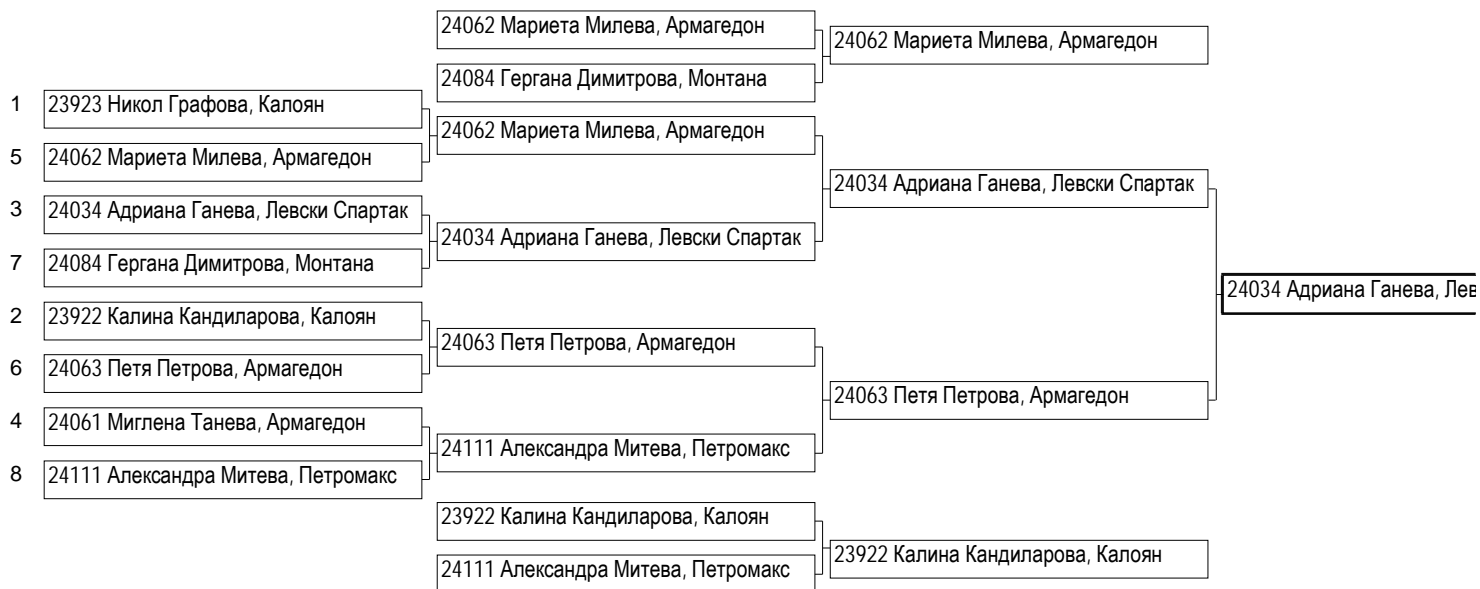 24062 Мариета Милева, Армагедон
24062 Мариета Милева, Армагедон
24084 Гергана Димитрова, Монтана
1 23923 Никол Графова, Калоян
24062 Мариета Милева, Армагедон
5 24062 Мариета Милева, Армагедон
24034 Адриана Ганева, Левски Спартак
3 24034 Адриана Ганева, Левски Спартак
24034 Адриана Ганева, Левски Спартак
7 24084 Гергана Димитрова, Монтана
24034 Адриана Ганева, Лев
2 23922 Калина Кандиларова, Калоян
24063 Петя Петрова, Армагедон
6 24063 Петя Петрова, Армагедон
24063 Петя Петрова, Армагедон
4 24061 Миглена Танева, Армагедон
24111 Александра Митева, Петромакс
8 24111 Александра Митева, Петромакс
23922 Калина Кандиларова, Калоян
23922 Калина Кандиларова, Калоян
24111 Александра Митева, Петромакс